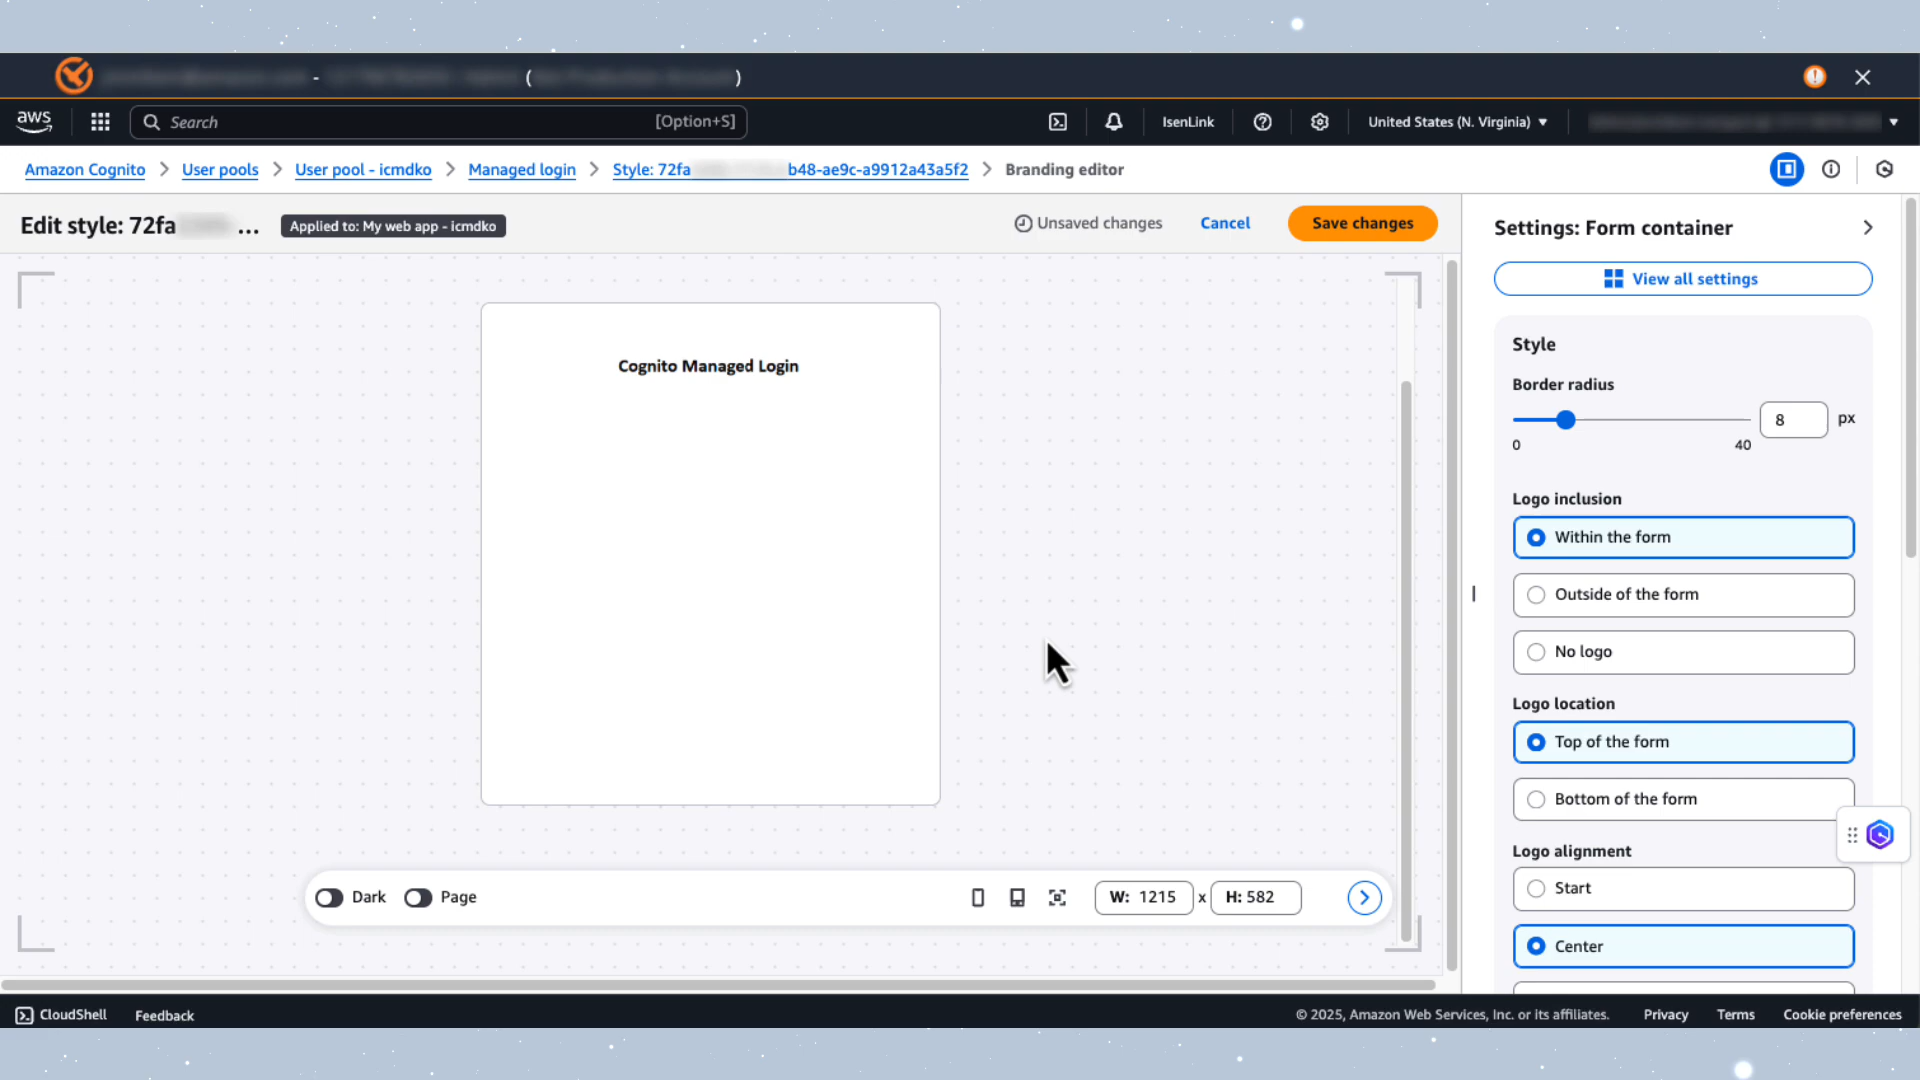 - ( )
aws Search [Option+S] IsenLink United States (N. Virginia)
Amazon Cognito User pools User pool - icmdko Managed login Style: 72fa b48-ae9c-a9912a43a5f2 Branding editor
Edit style: 72fa ... Applied to: My web app - icmdko Unsaved changes Cancel Save changes
Cognito Managed Login
Dark Page W: 1215 x H: 582
Settings: Form container
View all settings
Style
Border radius
8 px
0 40
Logo inclusion
Within the form
Outside of the form
No logo
Logo location
Top of the form
Bottom of the form
Logo alignment
Start
Center
CloudShell Feedback © 2025, Amazon Web Services, Inc. or its affiliates. Privacy Terms Cookie preferences